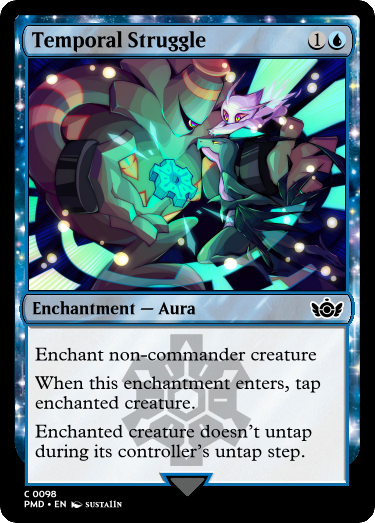 Temporal Struggle 1
Enchantment — Aura
Enchant non-commander creature
When this enchantment enters, tap
enchanted creature.
Enchanted creature doesn't untap
during its controller's untap step.
C 0098
PMD • EN SUSTA11N